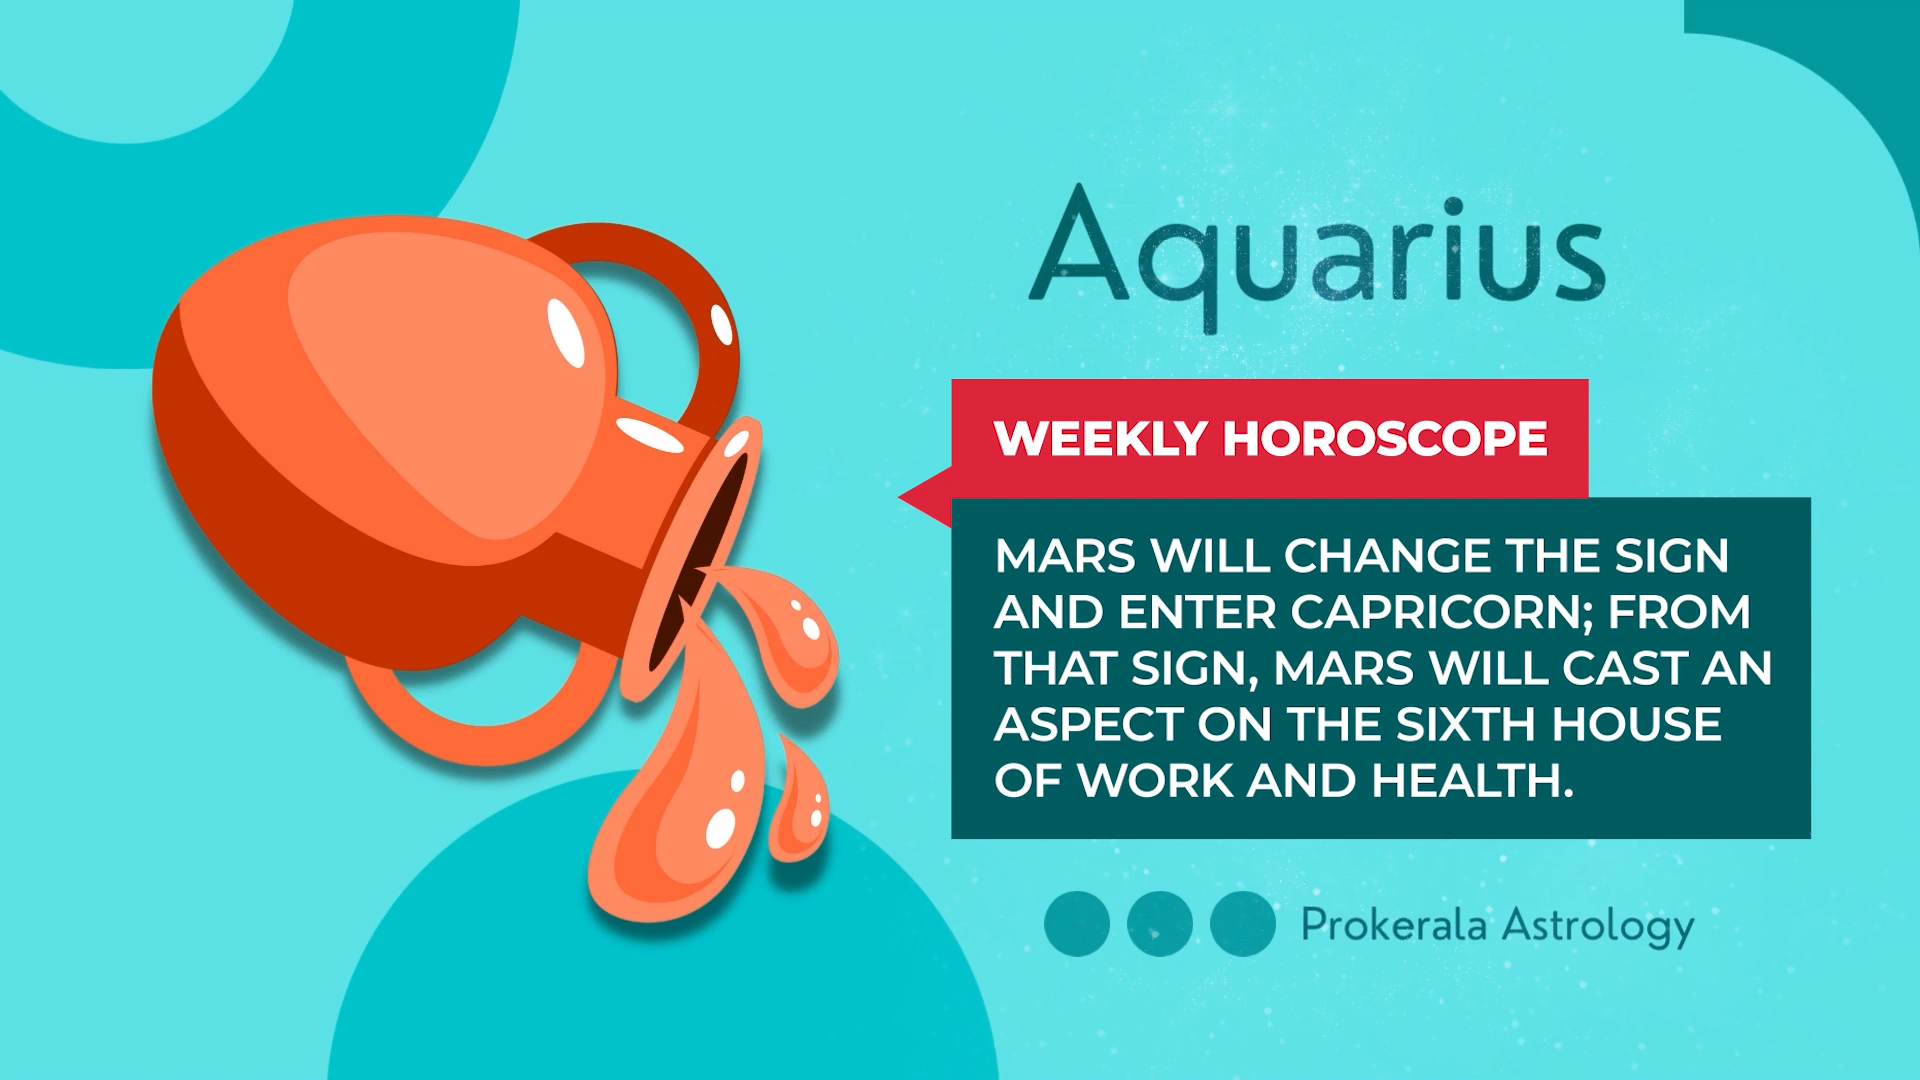 Aquarius
WEEKLY HOROSCOPE
MARS WILL CHANGE THE SIGN
AND ENTER CAPRICORN; FROM
THAT SIGN, MARS WILL CAST AN
ASPECT ON THE SIXTH HOUSE
OF WORK AND HEALTH.
Prokerala Astrology